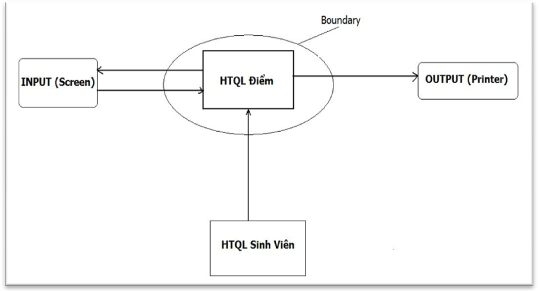 Boundary
INPUT (Screen)
HTQL Điểm
OUTPUT (Printer)
HTQL Sinh Viên